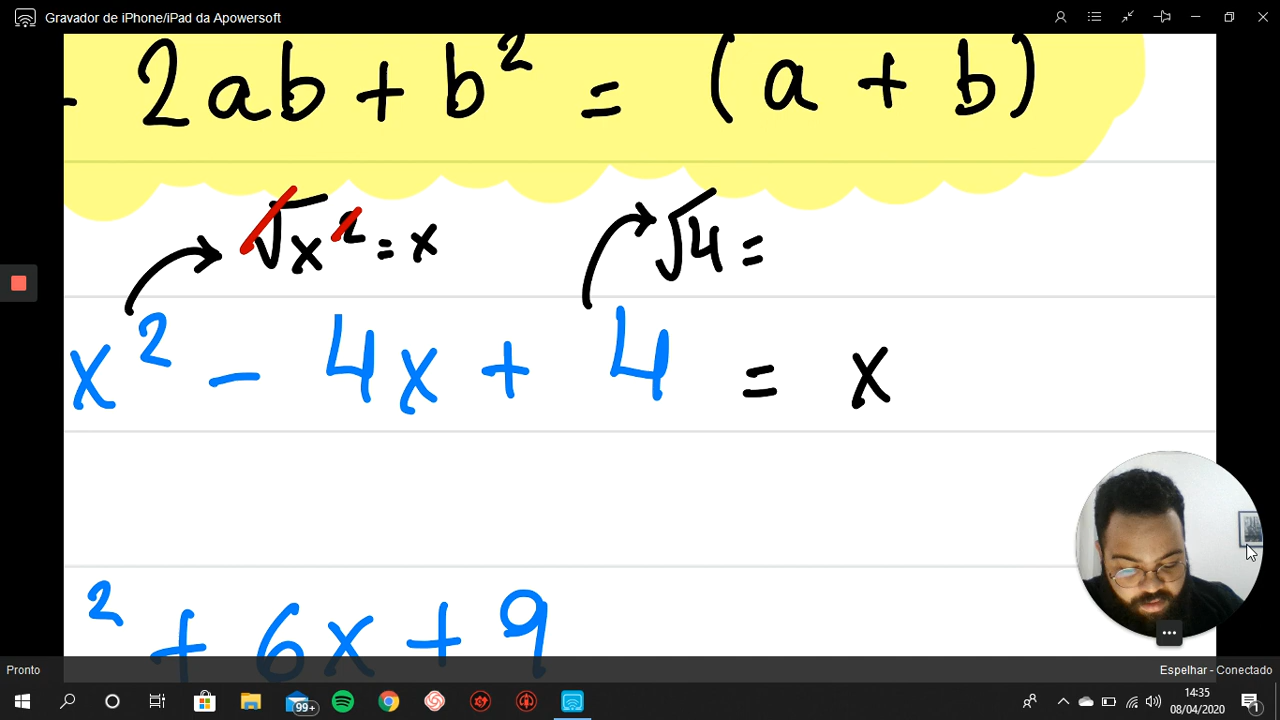 Gravador de iPhone/iPad da Apowersoft
- 2ab + b² = (a + b)
√x² = x √4 =
x² - 4x + 4 = x
² + 6x + 9
Pronto
Espelhar - Conectado
99+
14:35
08/04/2020
1